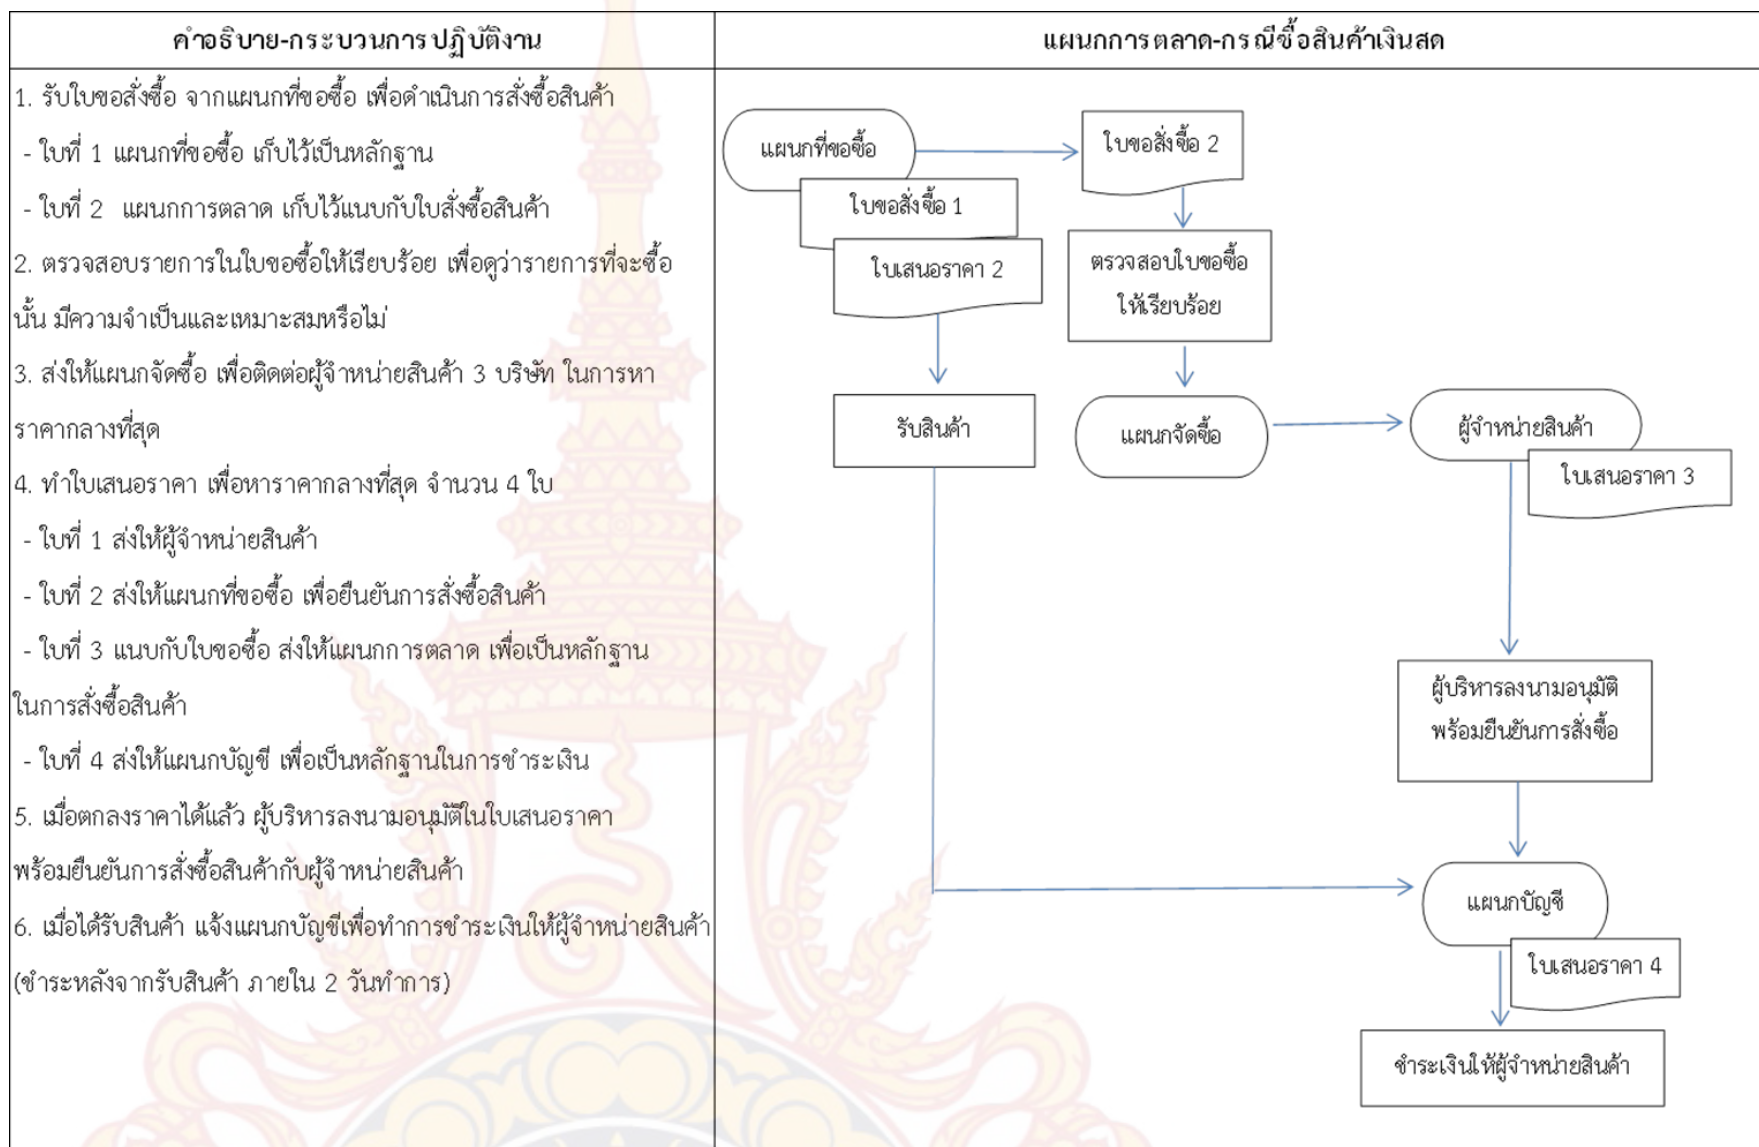 คำอธิบาย-กระบวนการปฏิบัติงาน
แผนกการตลาด-กรณีซื้อสินค้าเงินสด
1. รับใบขอสั่งซื้อ จากแผนกที่ขอซื้อ เพื่อดำเนินการสั่งซื้อสินค้า
- ใบที่ 1 แผนกที่ขอซื้อ เก็บไว้เป็นหลักฐาน
- ใบที่ 2 แผนกการตลาด เก็บไว้แนบกับใบสั่งซื้อสินค้า
2. ตรวจสอบรายการในใบขอซื้อให้เรียบร้อย เพื่อดูว่ารายการที่จะซื้อ
นั้น มีความจำเป็นและเหมาะสมหรือไม่
3. ส่งให้แผนกจัดซื้อ เพื่อติดต่อผู้จำหน่ายสินค้า 3 บริษัท ในการหา
ราคากลางที่สุด
4. ทำใบเสนอราคา เพื่อหาราคากลางที่สุด จำนวน 4 ใบ
- ใบที่ 1 ส่งให้ผู้จำหน่ายสินค้า
- ใบที่ 2 ส่งให้แผนกที่ขอซื้อ เพื่อยืนยันการสั่งซื้อสินค้า
- ใบที่ 3 แนบกับใบขอซื้อ ส่งให้แผนกการตลาด เพื่อเป็นหลักฐาน
ในการสั่งซื้อสินค้า
- ใบที่ 4 ส่งให้แผนกบัญชี เพื่อเป็นหลักฐานในการชำระเงิน
5. เมื่อตกลงราคาได้แล้ว ผู้บริหารลงนามอนุมัติในใบเสนอราคา
พร้อมยืนยันการสั่งซื้อสินค้ากับผู้จำหน่ายสินค้า
6. เมื่อได้รับสินค้า แจ้งแผนกบัญชีเพื่อทำการชำระเงินให้ผู้จำหน่ายสินค้า
(ชำระหลังจากรับสินค้า ภายใน 2 วันทำการ)
แผนกที่ขอซื้อ
ใบขอสั่งซื้อ 2
ใบขอสั่งซื้อ 1
ใบเสนอราคา 2
ตรวจสอบใบขอซื้อ
ให้เรียบร้อย
รับสินค้า
แผนกจัดซื้อ
ผู้จำหน่ายสินค้า
ใบเสนอราคา 3
ผู้บริหารลงนามอนุมัติ
พร้อมยืนยันการสั่งซื้อ
แผนกบัญชี
ใบเสนอราคา 4
ชำระเงินให้ผู้จำหน่ายสินค้า